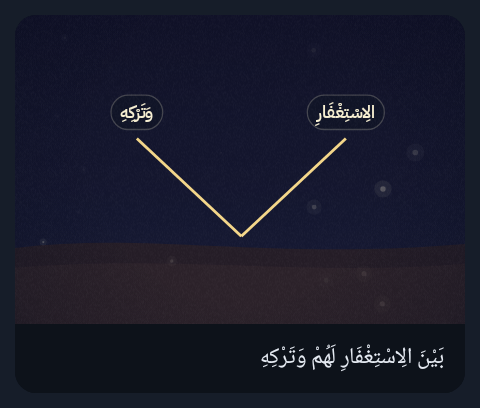 الِاسْتِغْفَارِ
وَتَرْكِهِ
بَيْنَ الِاسْتِغْفَارِ لَهُمْ وَتَرْكِهِ